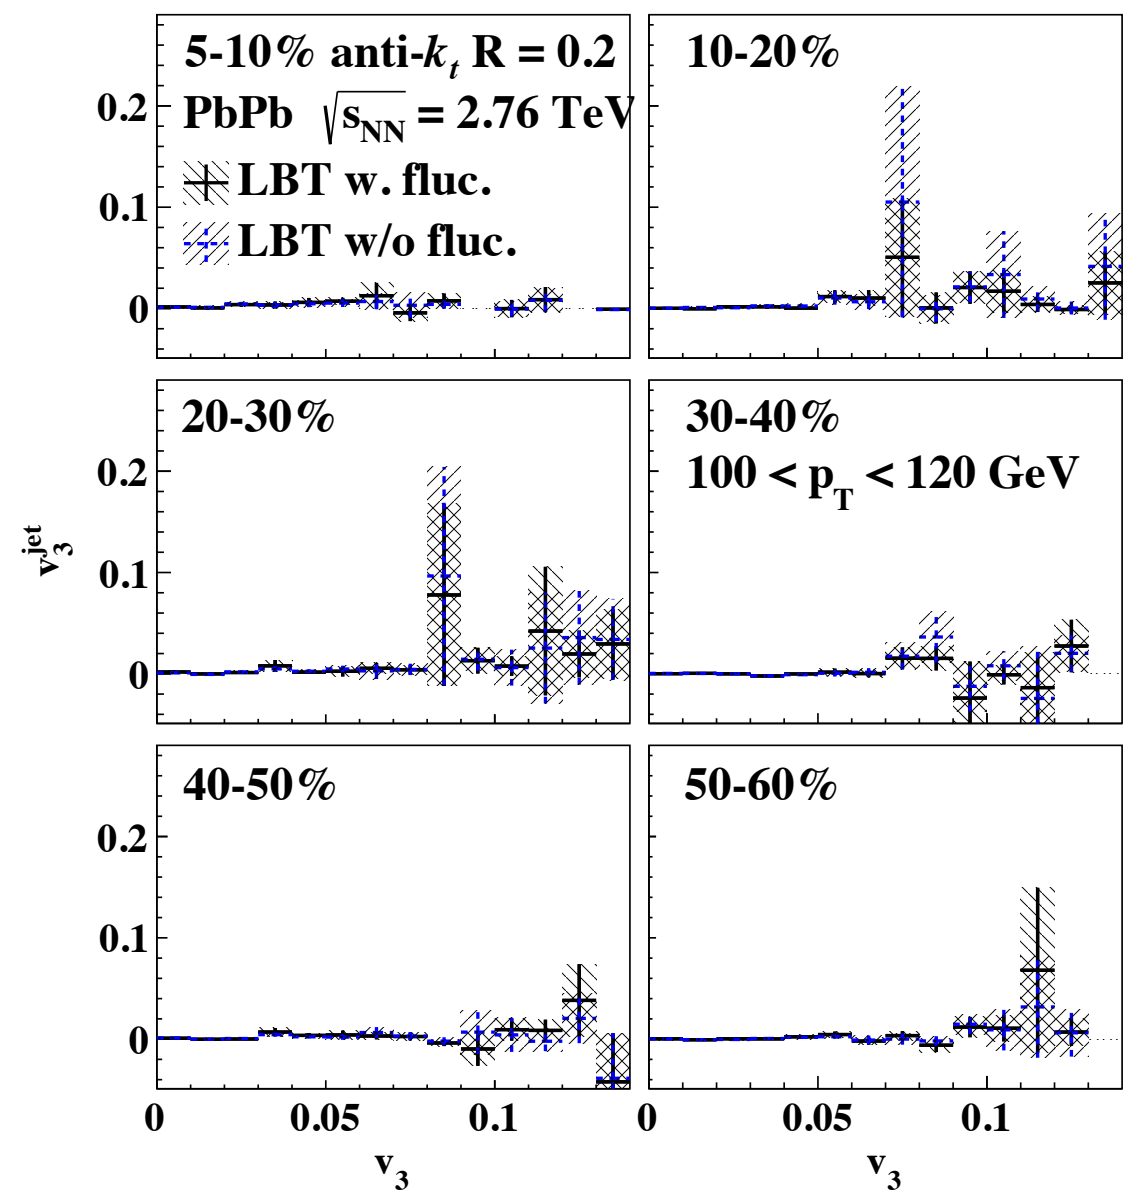 5-10% anti-k_t R = 0.2
PbPb √s_NN = 2.76 TeV
LBT w. fluc.
LBT w/o fluc.
0.2
0.1
0
10-20%
20-30%
0.2
0.1
0
30-40%
100 < p_T < 120 GeV
v_3^jet
40-50%
0.2
0.1
0
50-60%
0 0.05 0.1
0 0.05 0.1
v_3
v_3